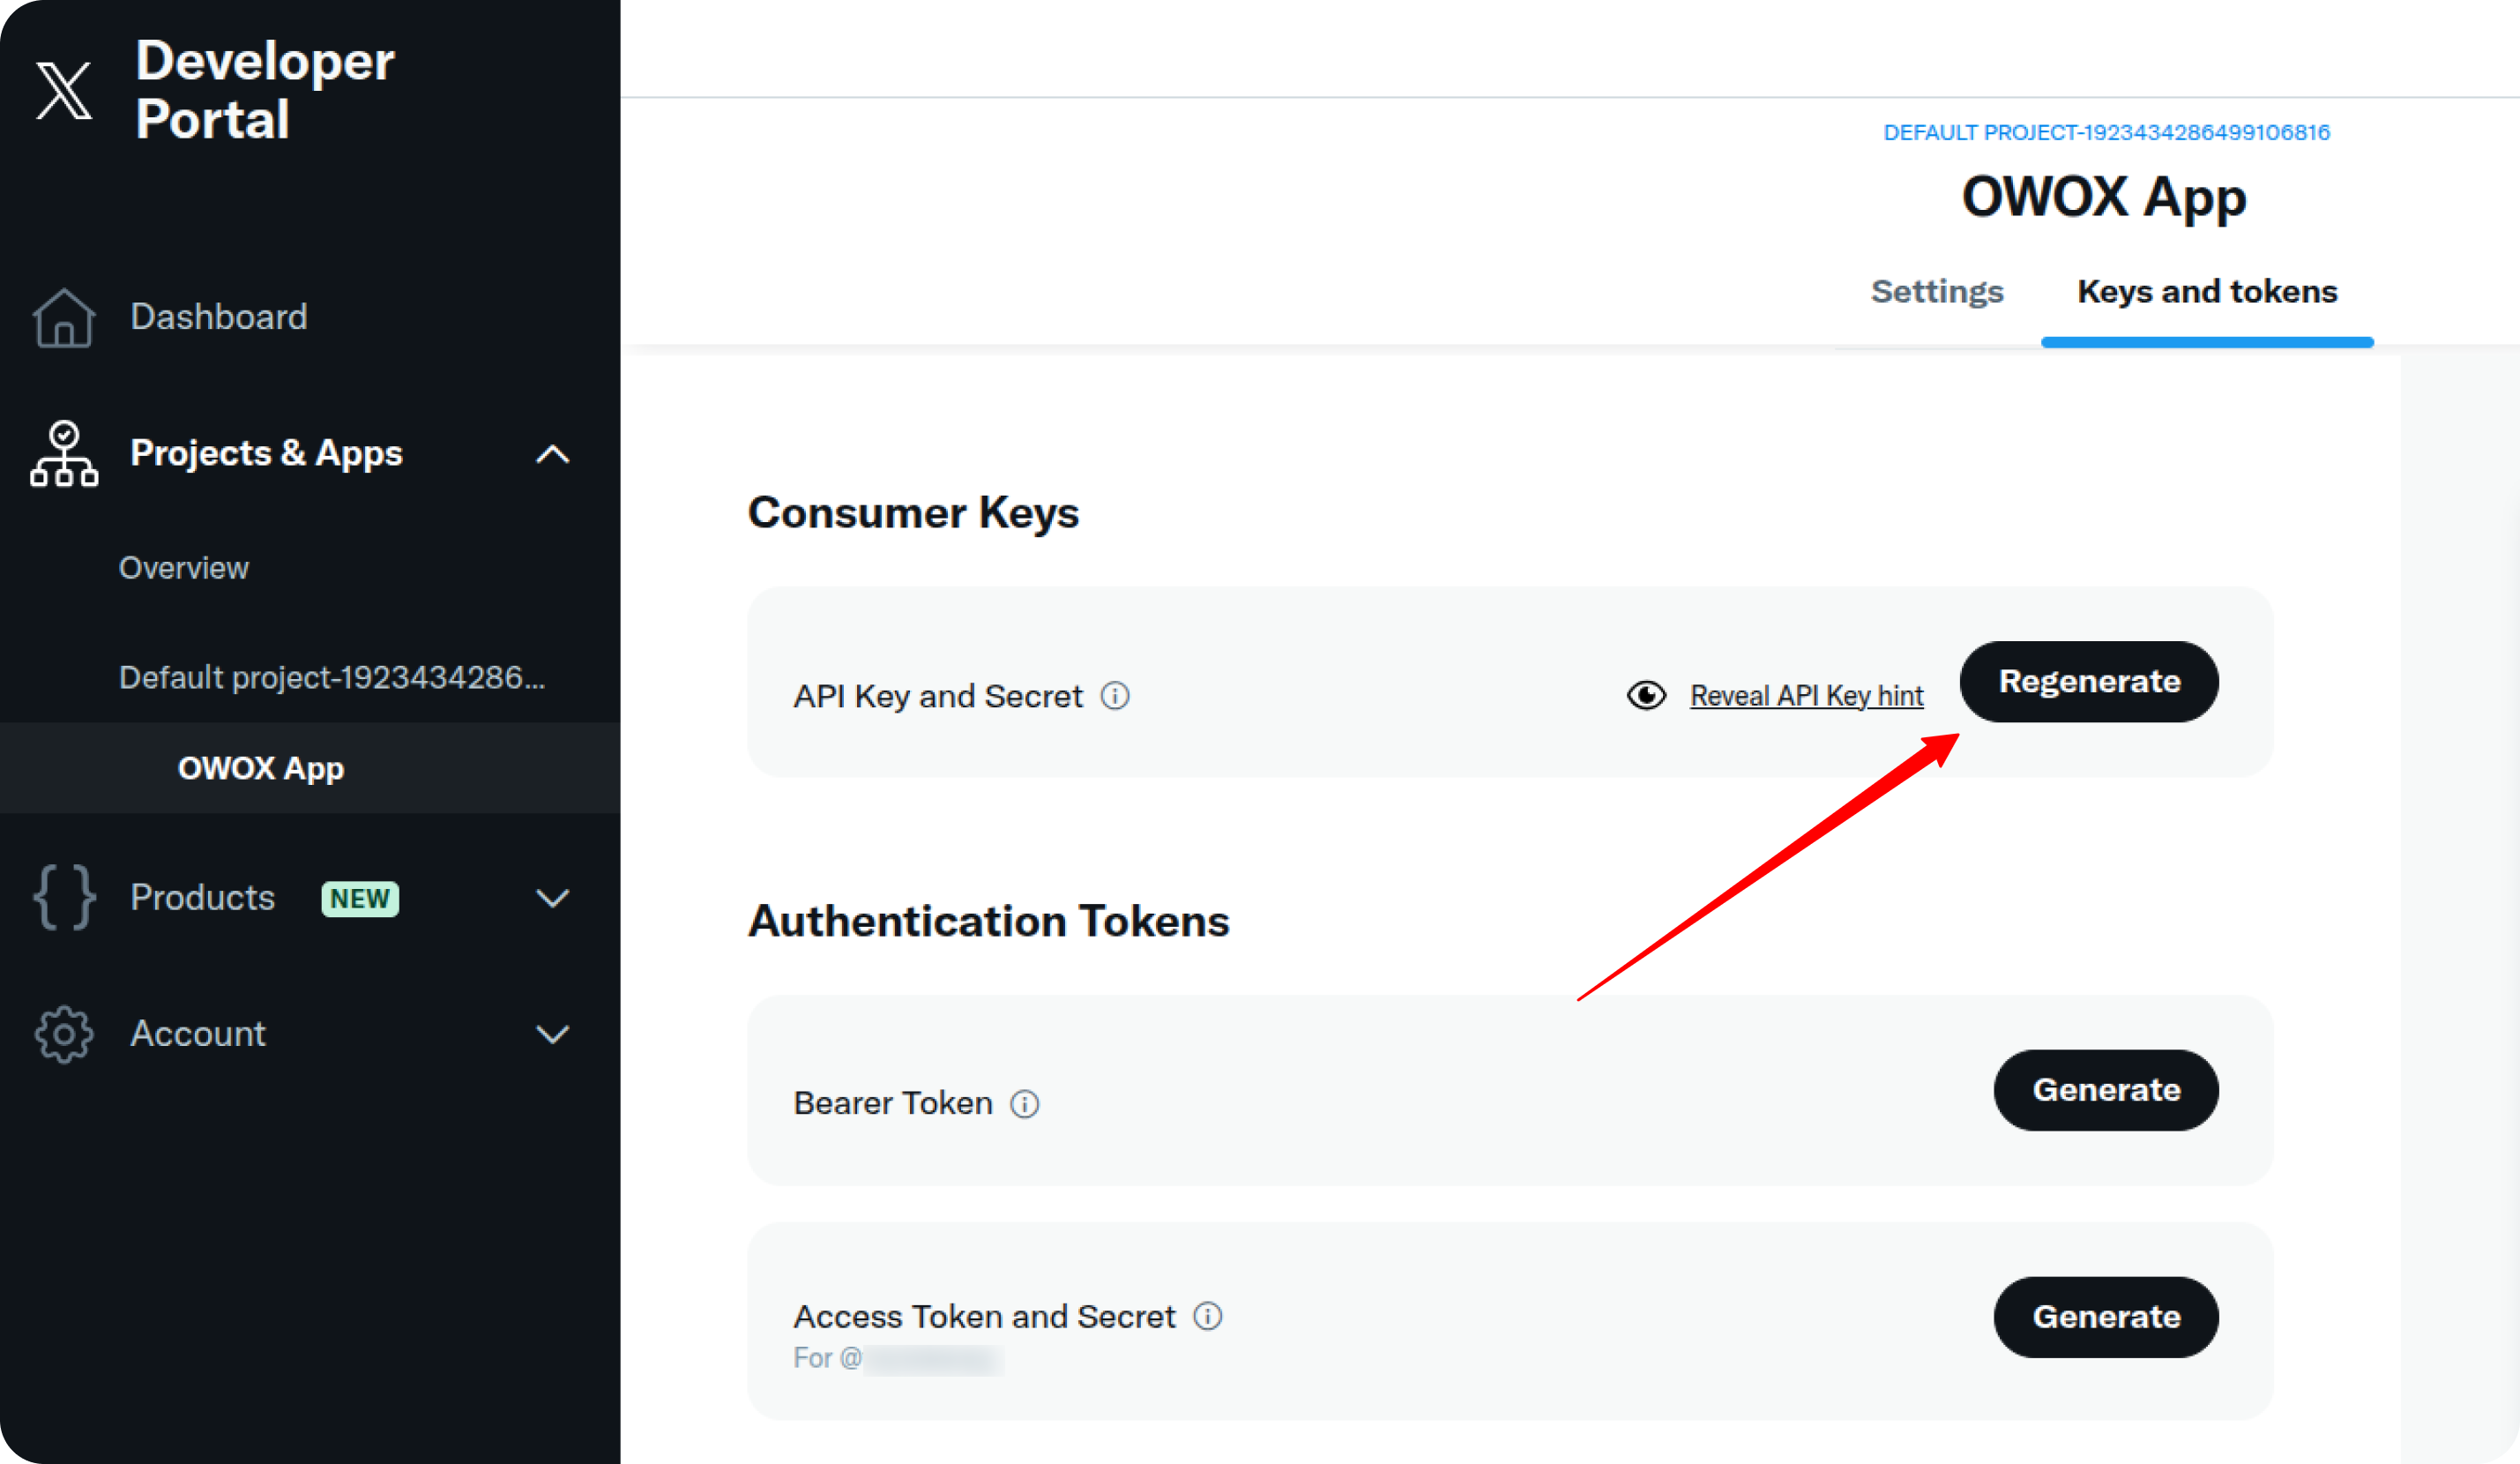 Developer
Portal
Dashboard
Projects & Apps
Overview
Default project-1923434286...
OWOX App
Products NEW
Account
DEFAULT PROJECT-1923434286499106816
OWOX App
Settings Keys and tokens
Consumer Keys
API Key and Secret Reveal API Key hint Regenerate
Authentication Tokens
Bearer Token Generate
Access Token and Secret Generate
For @